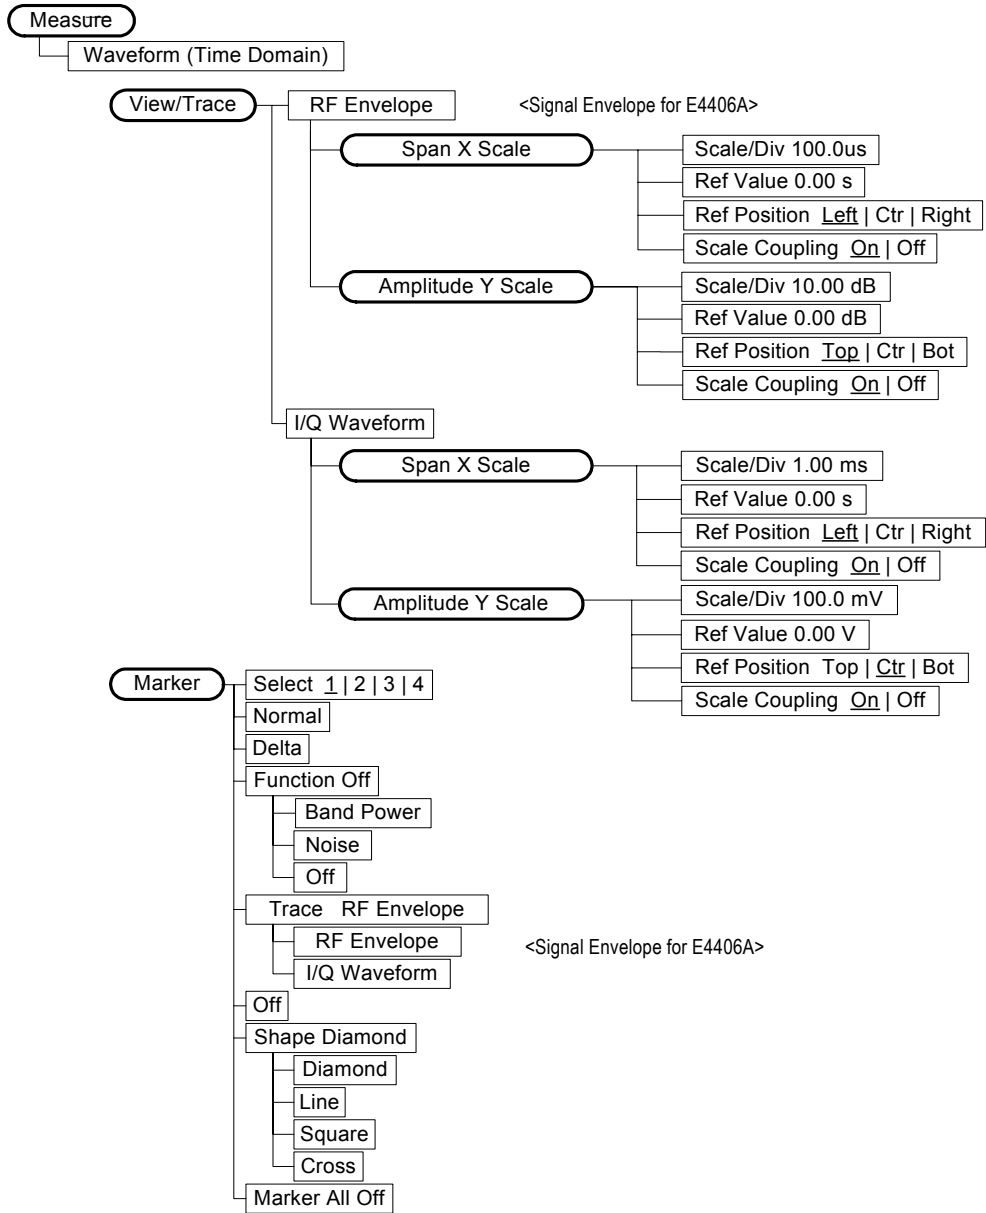 Measure
Waveform (Time Domain)
View/Trace
RF Envelope
<Signal Envelope for E4406A>
Span X Scale
Scale/Div 100.0us
Ref Value 0.00 s
Ref Position Left | Ctr | Right
Scale Coupling On | Off
Amplitude Y Scale
Scale/Div 10.00 dB
Ref Value 0.00 dB
Ref Position Top | Ctr | Bot
Scale Coupling On | Off
I/Q Waveform
Span X Scale
Scale/Div 1.00 ms
Ref Value 0.00 s
Ref Position Left | Ctr | Right
Scale Coupling On | Off
Amplitude Y Scale
Scale/Div 100.0 mV
Ref Value 0.00 V
Ref Position Top | Ctr | Bot
Scale Coupling On | Off
Marker
Select 1 | 2 | 3 | 4
Normal
Delta
Function Off
Band Power
Noise
Off
Trace RF Envelope
RF Envelope
<Signal Envelope for E4406A>
I/Q Waveform
Off
Shape Diamond
Diamond
Line
Square
Cross
Marker All Off